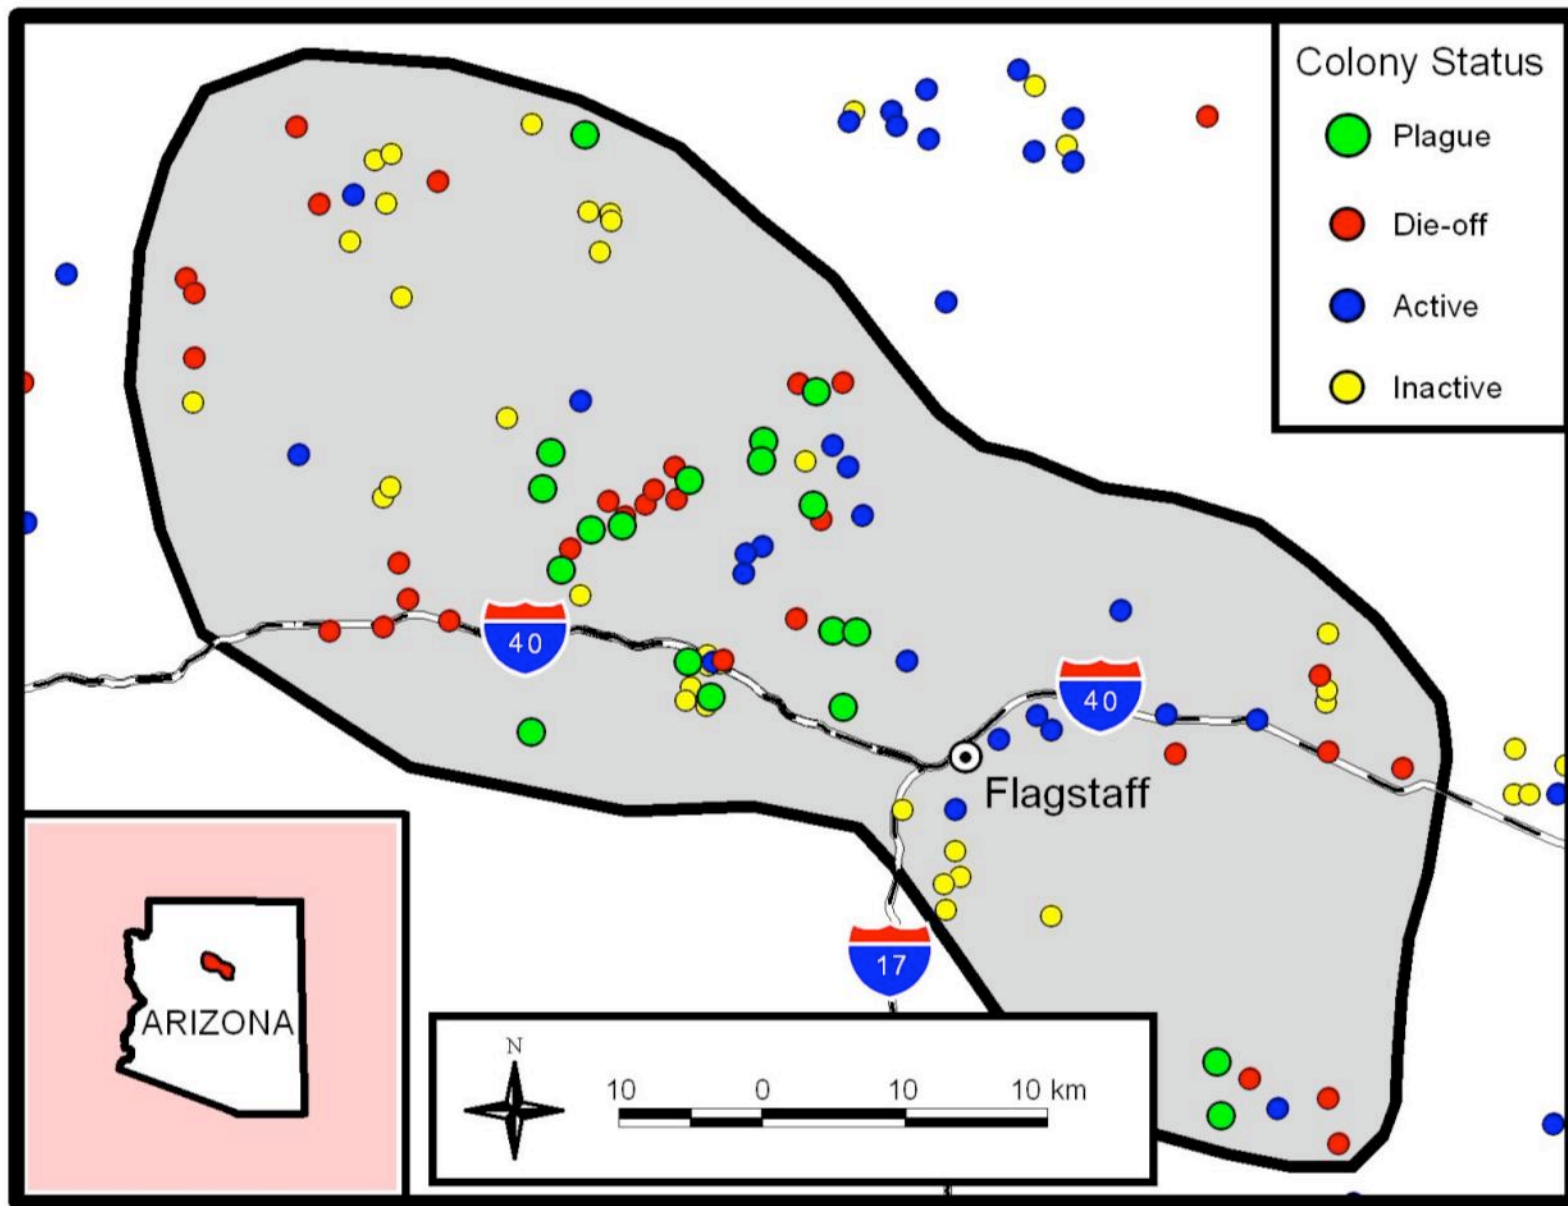 Colony Status
Plague
Die-off
Active
Inactive
40
40
Flagstaff
17
ARIZONA
N
10 0 10 10 km